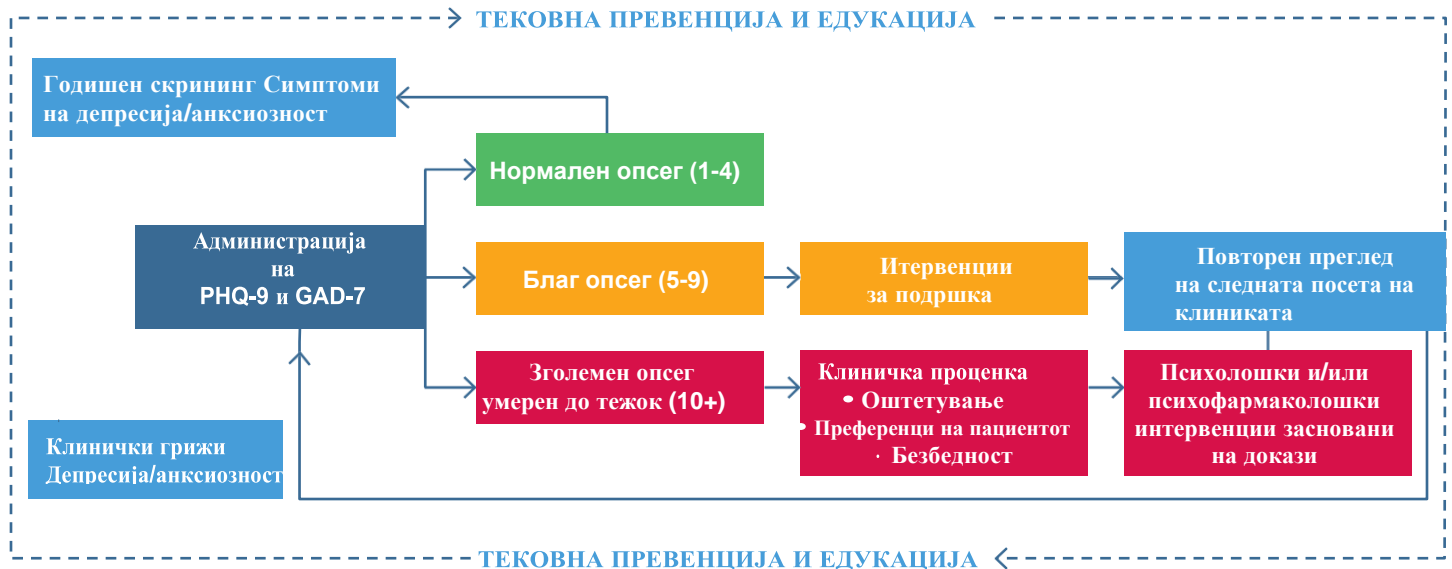 ТЕКОВНА ПРЕВЕНЦИЈА И ЕДУКАЦИЈА
Годишен скрининг Симптоми
на депресија/анксиозност
Нормален опсег (1-4)
Администрација
на
PHQ-9 и GAD-7
Благ опсег (5-9)
Итервенции
за подршка
Повторен преглед
на следната посета на
клиниката
Зголемен опсег
умерен до тежок (10+)
Клиничка проценка
• Оштетување
• Преференци на пациентот
· Безбедност
Психолошки и/или
психофармаколошки
интервенции засновани
на докази
Клинички грижи
Депресија/анксиозност
ТЕКОВНА ПРЕВЕНЦИЈА И ЕДУКАЦИЈА